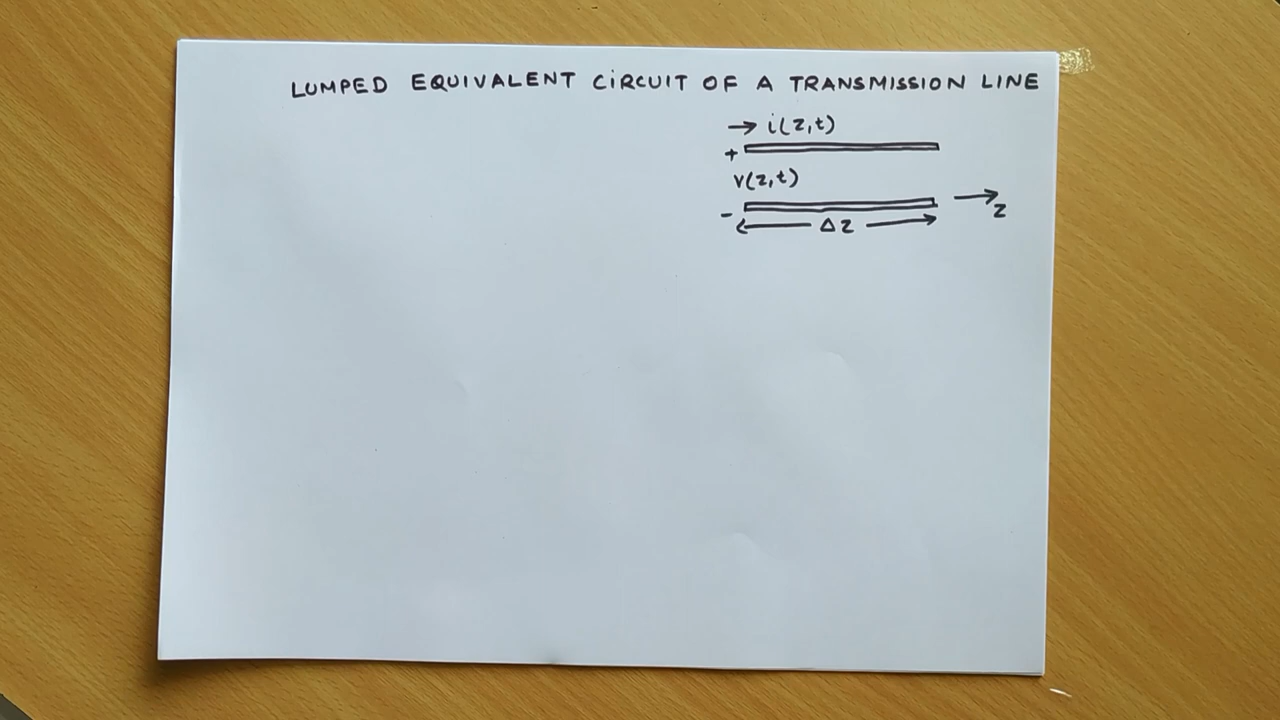 LUMPED EQUIVALENT CiRCUIT OF A TRANSMISSION LINE
→ i(z,t)
+
v(z,t)
- → z
← Δz →